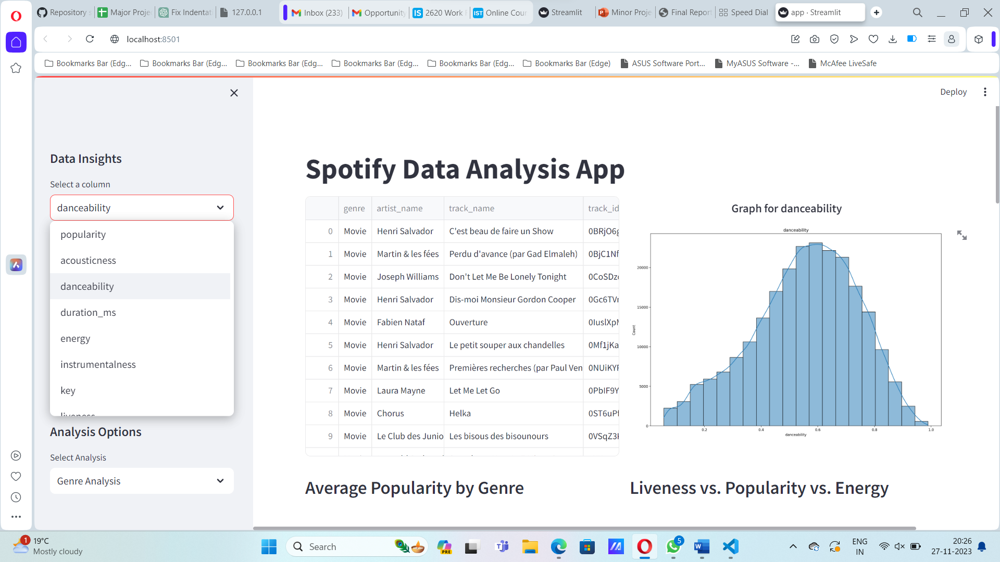 Repository s
Major Proje
Fix Indentat
127.0.0.1
Inbox (233)
Opportunity
2620 Work
Online Cour
Streamlit
Minor Proje
Final Report
Speed Dial
app · Streamlit
localhost:8501
Bookmarks Bar (Edg...
Bookmarks Bar (Edg...
Bookmarks Bar (Edg...
Bookmarks Bar (Edg...
Bookmarks Bar (Edg...
Bookmarks Bar (Edge)
ASUS Software Port...
MyASUS Software -...
McAfee LiveSafe
Deploy
Data Insights
Select a column
danceability
popularity
acousticness
danceability
duration_ms
energy
instrumentalness
key
liveness
Analysis Options
Select Analysis
Genre Analysis
Spotify Data Analysis App
genre artist_name track_name track_id
0 Movie Henri Salvador C'est beau de faire un Show 0BRjO6g
1 Movie Martin & les fées Perdu d'avance (par Gad Elmaleh) 0BjC1Nf
2 Movie Joseph Williams Don't Let Me Be Lonely Tonight 0CoSDz
3 Movie Henri Salvador Dis-moi Monsieur Gordon Cooper 0Gc6TV
4 Movie Fabien Nataf Ouverture 0IuslXp
5 Movie Henri Salvador Le petit souper aux chandelles 0Mf1jKa
6 Movie Martin & les fées Premières recherches (par Paul Ven 0NUiKY
7 Movie Laura Mayne Let Me Let Go 0PbIF9Y
8 Movie Chorus Helka 0ST6uP
9 Movie Le Club des Junio Les bisous des bisounours 0VSqZ3
Graph for danceability
danceability
20000
15000
10000
5000
0
Count
0.2 0.4 0.6 0.8 1.0
danceability
Average Popularity by Genre
Liveness vs. Popularity vs. Energy
1
19°C
Mostly cloudy
Search
PRE
5
ENG
IN
20:26
27-11-2023